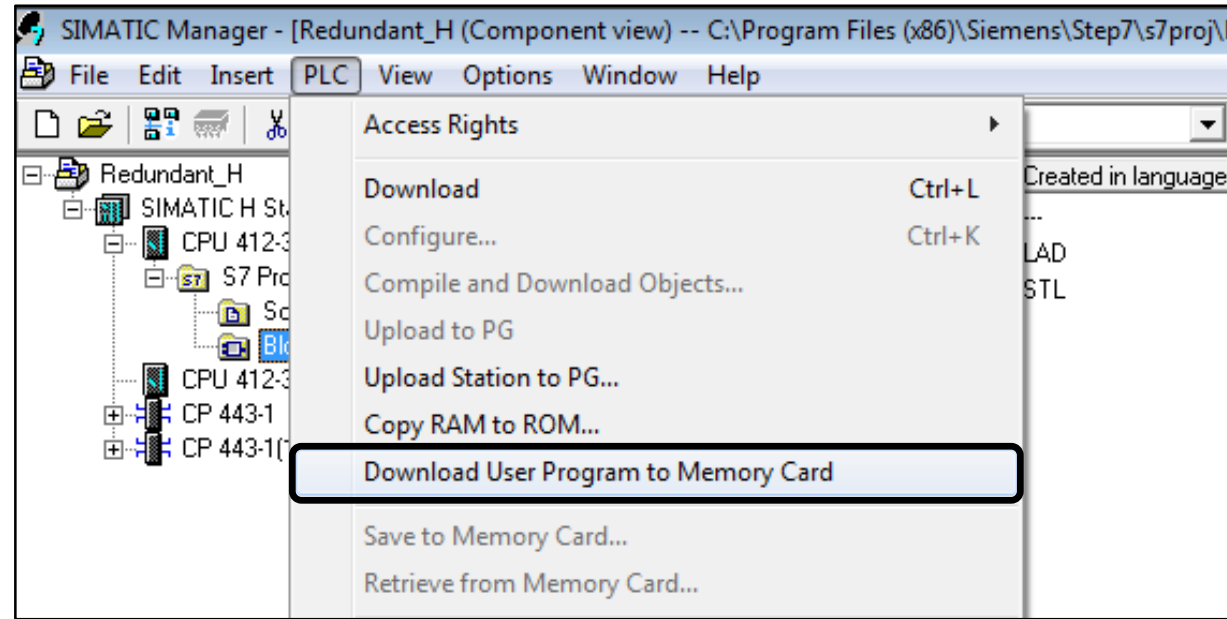 SIMATIC Manager - [Redundant_H (Component view) -- C:\Program Files (x86)\Siemens\Step7\s7proj\
File Edit Insert PLC View Options Window Help
Access Rights
Redundant_H
Created in language
SIMATIC H
Download Ctrl+L
---
CPU 412-3
Configure... Ctrl+K
LAD
S7
Compile and Download Objects...
STL
Upload to PG
CPU 412-3
Upload Station to PG...
CP 443-1
Copy RAM to ROM...
CP 443-1(
Download User Program to Memory Card
Save to Memory Card...
Retrieve from Memory Card...